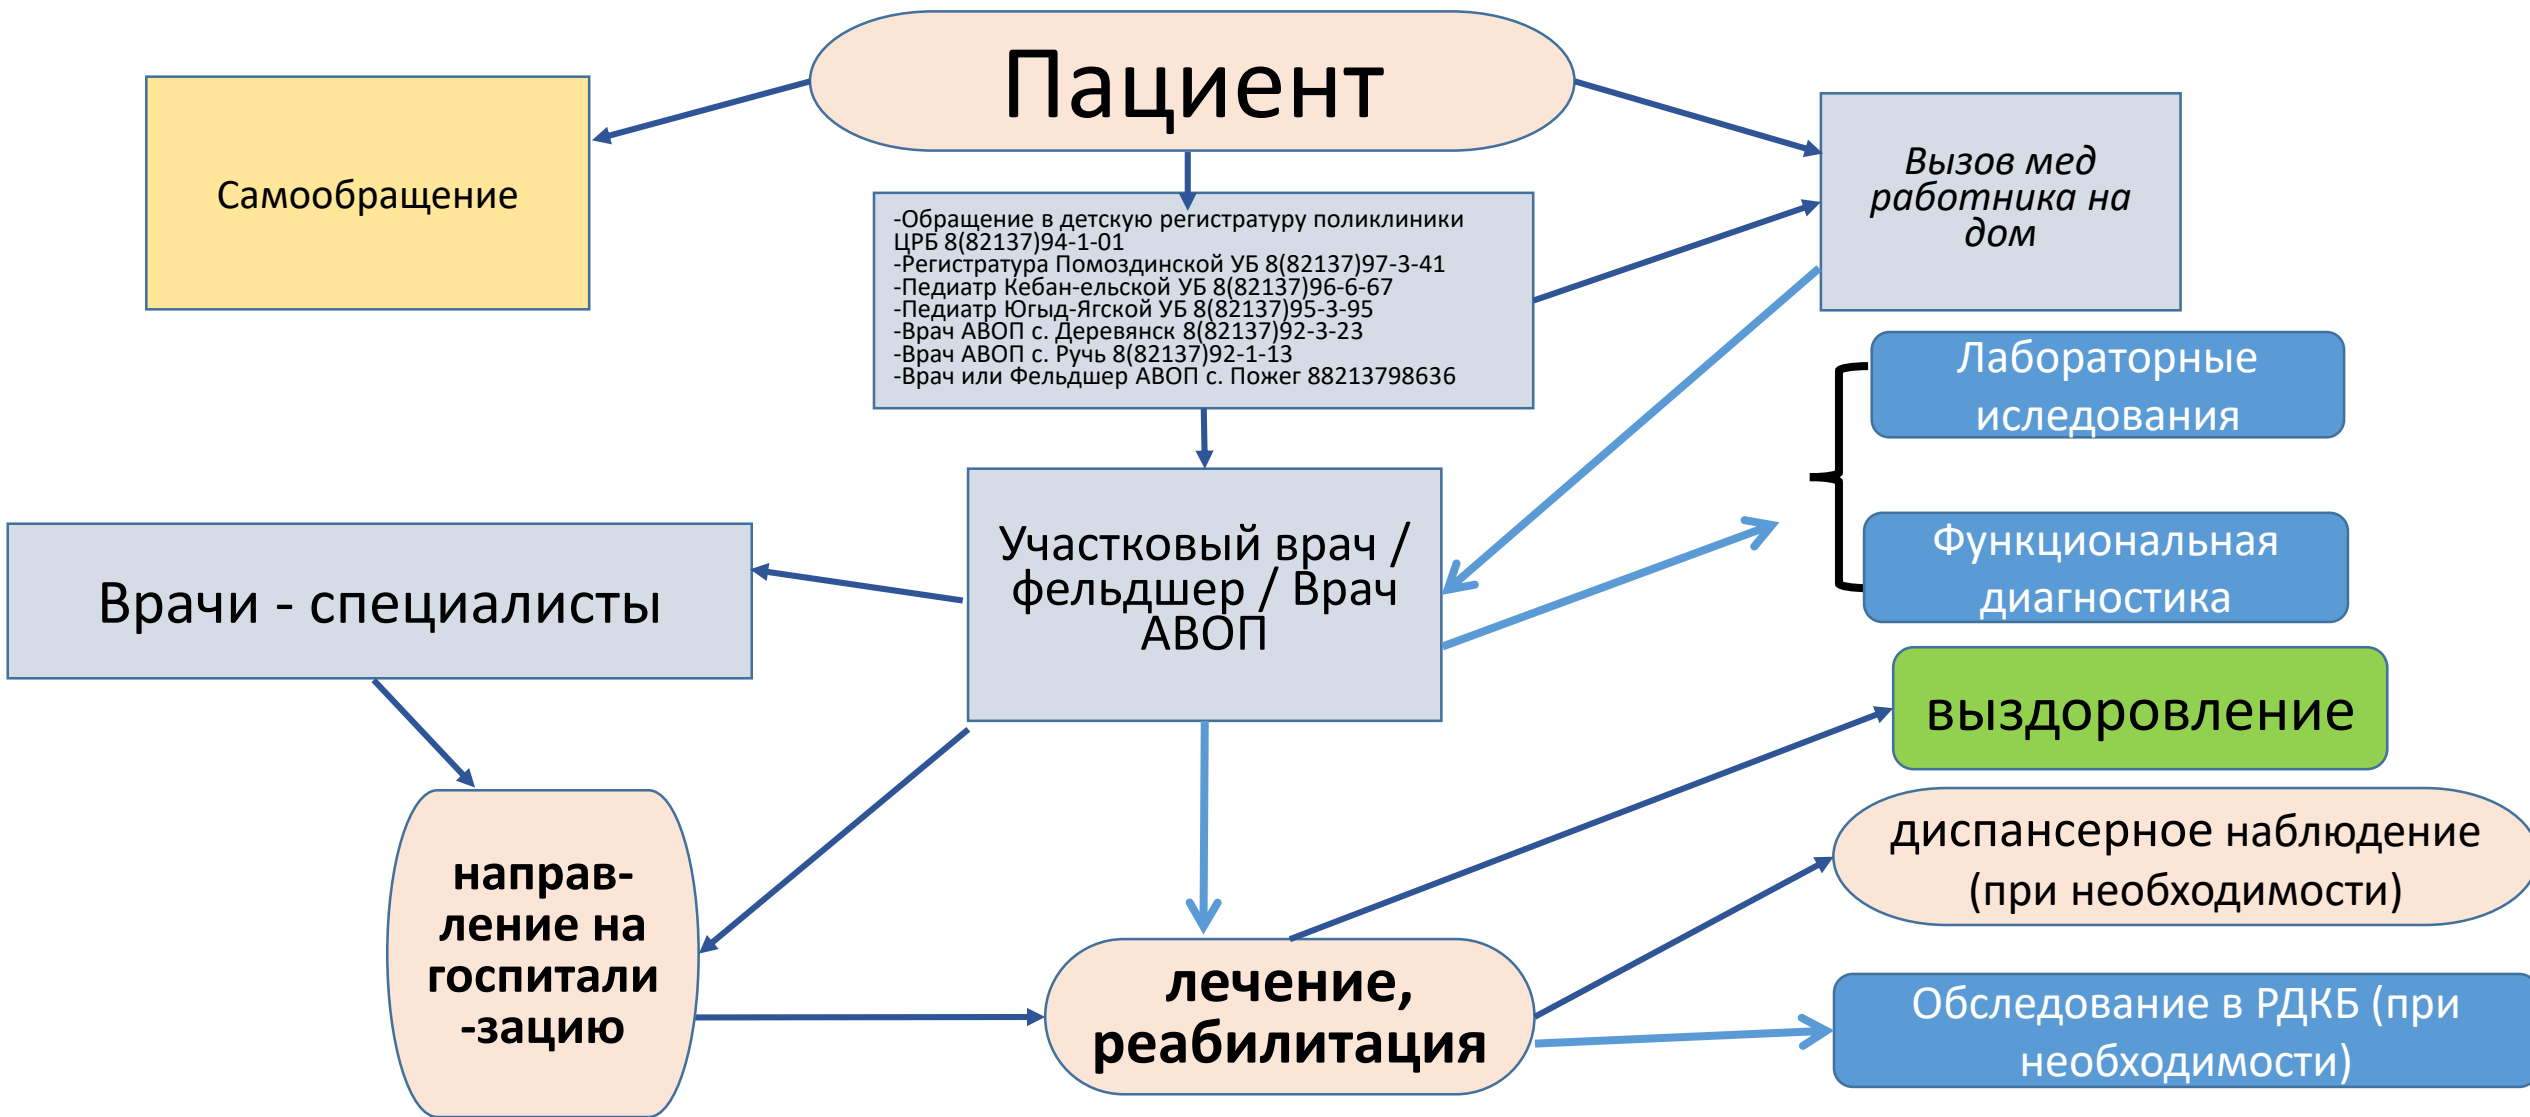 Пациент
Самообращение
Вызов мед
работника на
дом
-Обращение в детскую регистратуру поликлиники
ЦРБ 8(82137)94-1-01
-Регистратура Помоздинской УБ 8(82137)97-3-41
-Педиатр Кебан-ельской УБ 8(82137)96-6-67
-Педиатр Югыд-Ягской УБ 8(82137)95-3-95
-Врач АВОП с. Деревянск 8(82137)92-3-23
-Врач АВОП с. Ручь 8(82137)92-1-13
-Врач или Фельдшер АВОП с. Пожег 88213798636
Лабораторные
иследования
Участковый врач /
фельдшер / Врач
АВОП
Функциональная
диагностика
Врачи - специалисты
выздоровление
направ-
ление на
госпитали
-зацию
диспансерное наблюдение
(при необходимости)
лечение,
реабилитация
Обследование в РДКБ (при
необходимости)